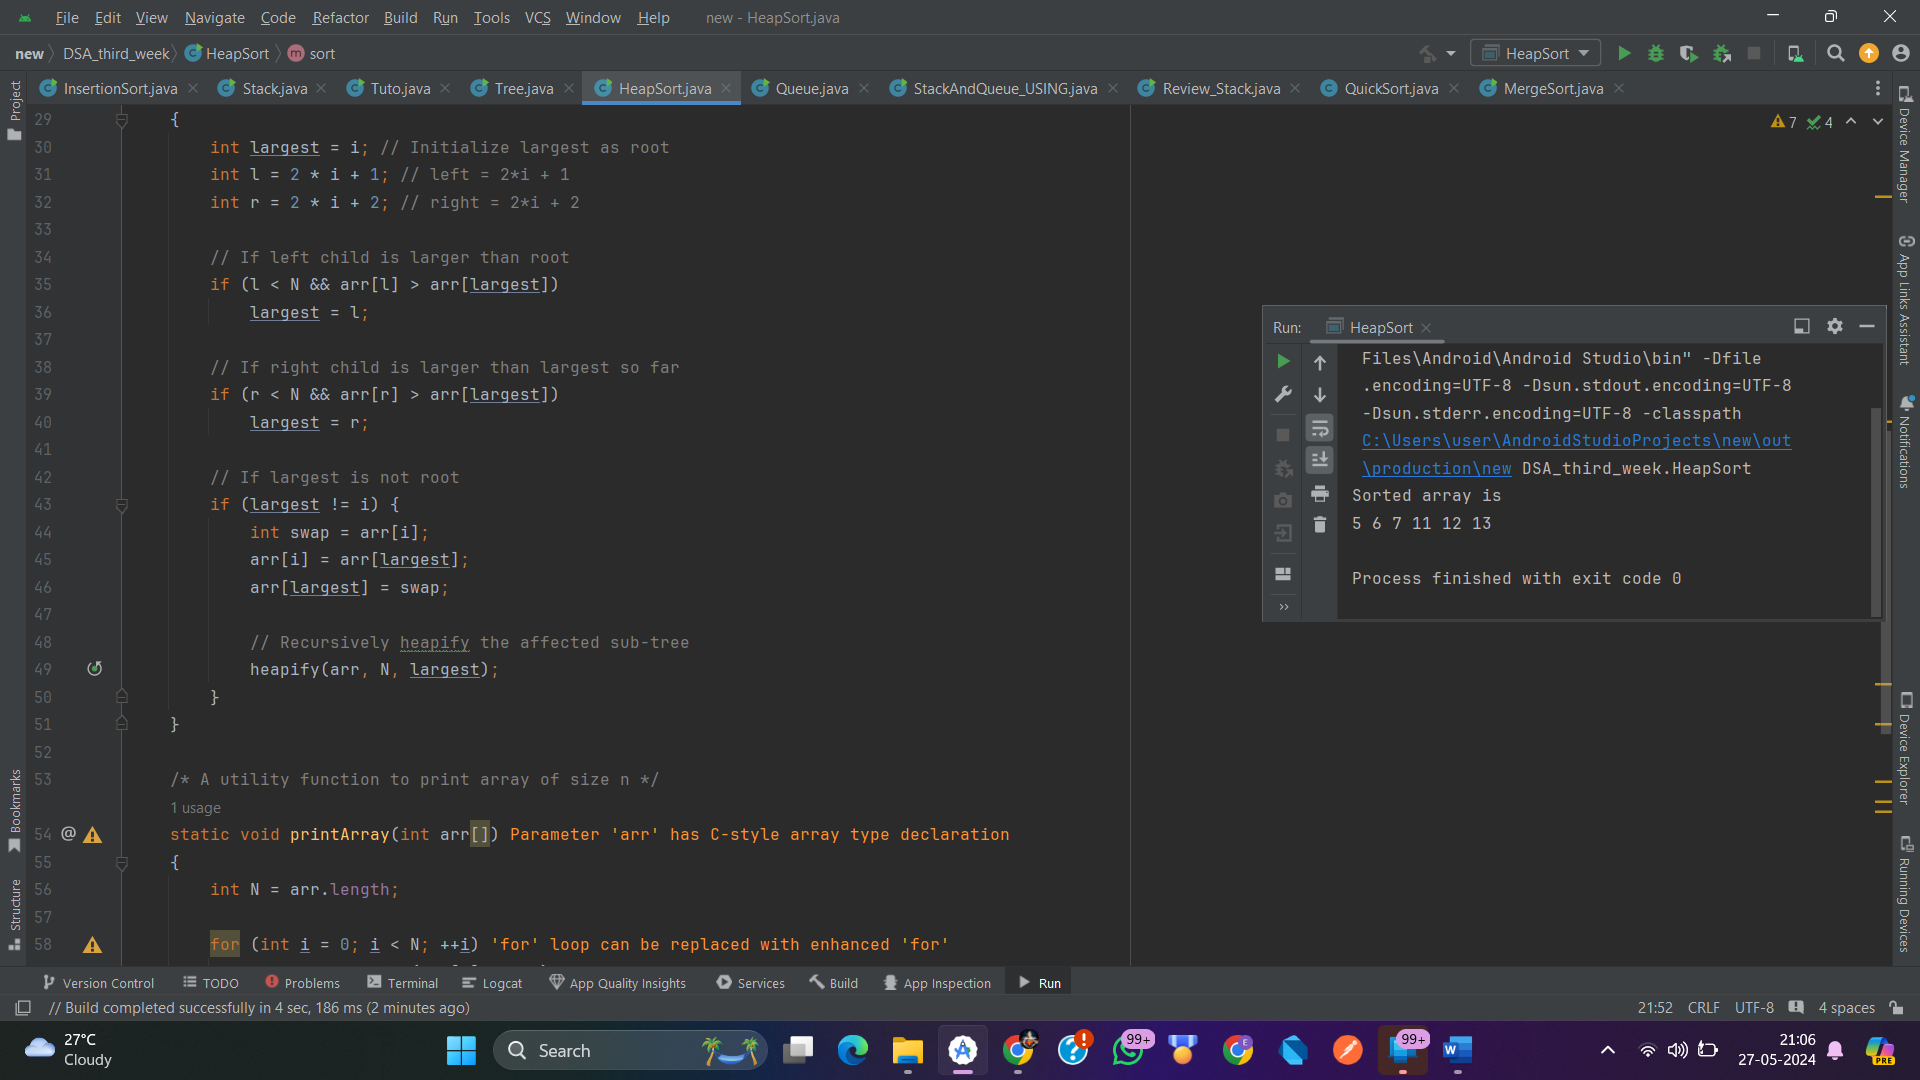 File Edit View Navigate Code Refactor Build Run Tools VCS Window Help new - HeapSort.java
new DSA_third_week HeapSort m sort
HeapSort
InsertionSort.java Stack.java Tuto.java Tree.java HeapSort.java Queue.java StackAndQueue_USING.java Review_Stack.java QuickSort.java MergeSort.java
7 4
29 {
30 int largest = i; // Initialize largest as root
31 int l = 2 * i + 1; // left = 2*i + 1
32 int r = 2 * i + 2; // right = 2*i + 2
33
34 // If left child is larger than root
35 if (l < N && arr[l] > arr[largest])
36 largest = l;
37
38 // If right child is larger than largest so far
39 if (r < N && arr[r] > arr[largest])
40 largest = r;
41
42 // If largest is not root
43 if (largest != i) {
44 int swap = arr[i];
45 arr[i] = arr[largest];
46 arr[largest] = swap;
47
48 // Recursively heapify the affected sub-tree
49 heapify(arr, N, largest);
50 }
51 }
52
53 /* A utility function to print array of size n */
1 usage
54 @ static void printArray(int arr[]) Parameter 'arr' has C-style array type declaration
55 {
56 int N = arr.length;
57
58 for (int i = 0; i < N; ++i) 'for' loop can be replaced with enhanced 'for'
Run: HeapSort
Files\Android\Android Studio\bin" -Dfile
.encoding=UTF-8 -Dsun.stdout.encoding=UTF-8
-Dsun.stderr.encoding=UTF-8 -classpath
C:\Users\user\AndroidStudioProjects\new\out
\production\new DSA_third_week.HeapSort
Sorted array is
5 6 7 11 12 13
Process finished with exit code 0
Project
Bookmarks
Structure
Device Manager
App Links Assistant
Notifications
Device Explorer
Running Devices
Version Control TODO Problems Terminal Logcat App Quality Insights Services Build App Inspection Run
// Build completed successfully in 4 sec, 186 ms (2 minutes ago)
21:52 CRLF UTF-8 4 spaces
27°C
Cloudy
Search
99+
E
99+
W
21:06
27-05-2024
PRE